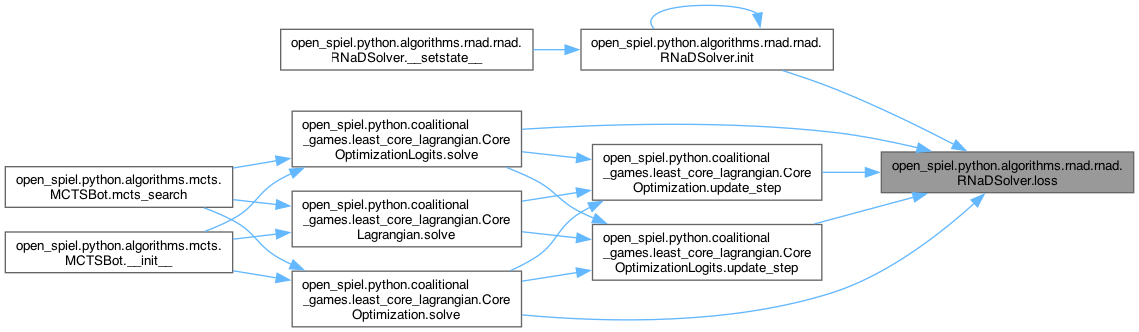 open_spiel.python.algorithms.rnad.rnad.
RNaDSolver.__setstate__
open_spiel.python.algorithms.rnad.rnad.
RNaDSolver.init
open_spiel.python.coalitional
_games.least_core_lagrangian.Core
OptimizationLogits.solve
open_spiel.python.coalitional
_games.least_core_lagrangian.Core
Optimization.update_step
open_spiel.python.algorithms.rnad.rnad.
RNaDSolver.loss
open_spiel.python.algorithms.mcts.
MCTSBot.mcts_search
open_spiel.python.coalitional
_games.least_core_lagrangian.Core
Lagrangian.solve
open_spiel.python.algorithms.mcts.
MCTSBot.__init__
open_spiel.python.coalitional
_games.least_core_lagrangian.Core
OptimizationLogits.update_step
open_spiel.python.coalitional
_games.least_core_lagrangian.Core
Optimization.solve